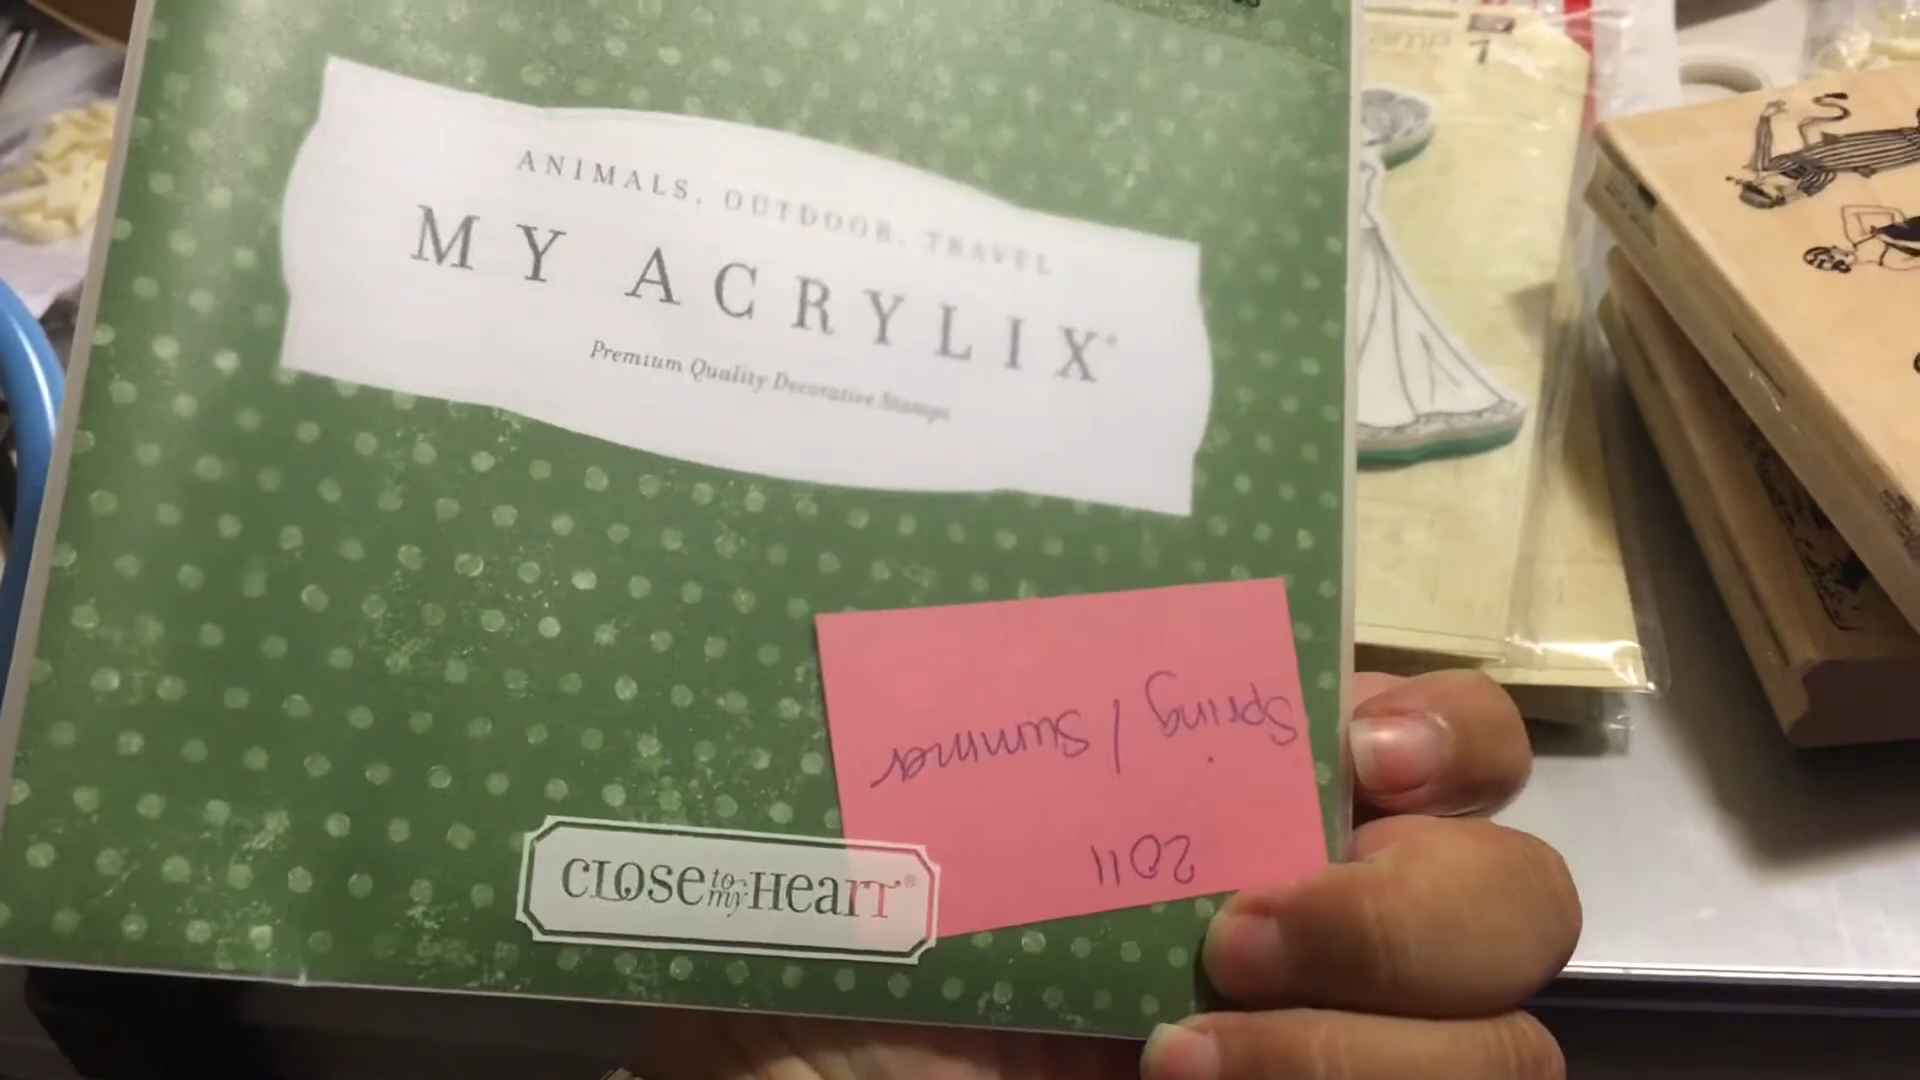 ANIMALS, OUTDOOR, TRAVEL
MY ACRYLIX®
Premium Quality Decorative Stamps
2011
Spring / Summer
CLOSE to my HEART®